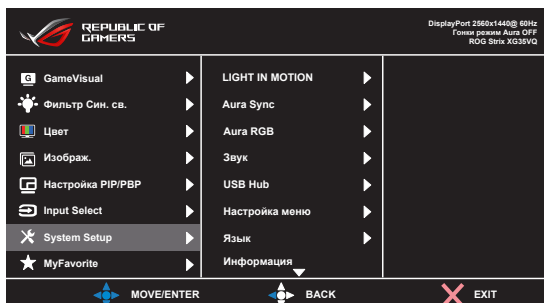 REPUBLIC OF
GAMERS
DisplayPort 2560x1440@ 60Hz
Гонки режим Aura OFF
ROG Strix XG35VQ
G GameVisual
Фильтр Син. св.
Цвет
Изображ.
Настройка PIP/PBP
Input Select
System Setup
MyFavorite
LIGHT IN MOTION
Aura Sync
Aura RGB
Звук
USB Hub
Настройка меню
Язык
Информация
MOVE/ENTER
BACK
EXIT